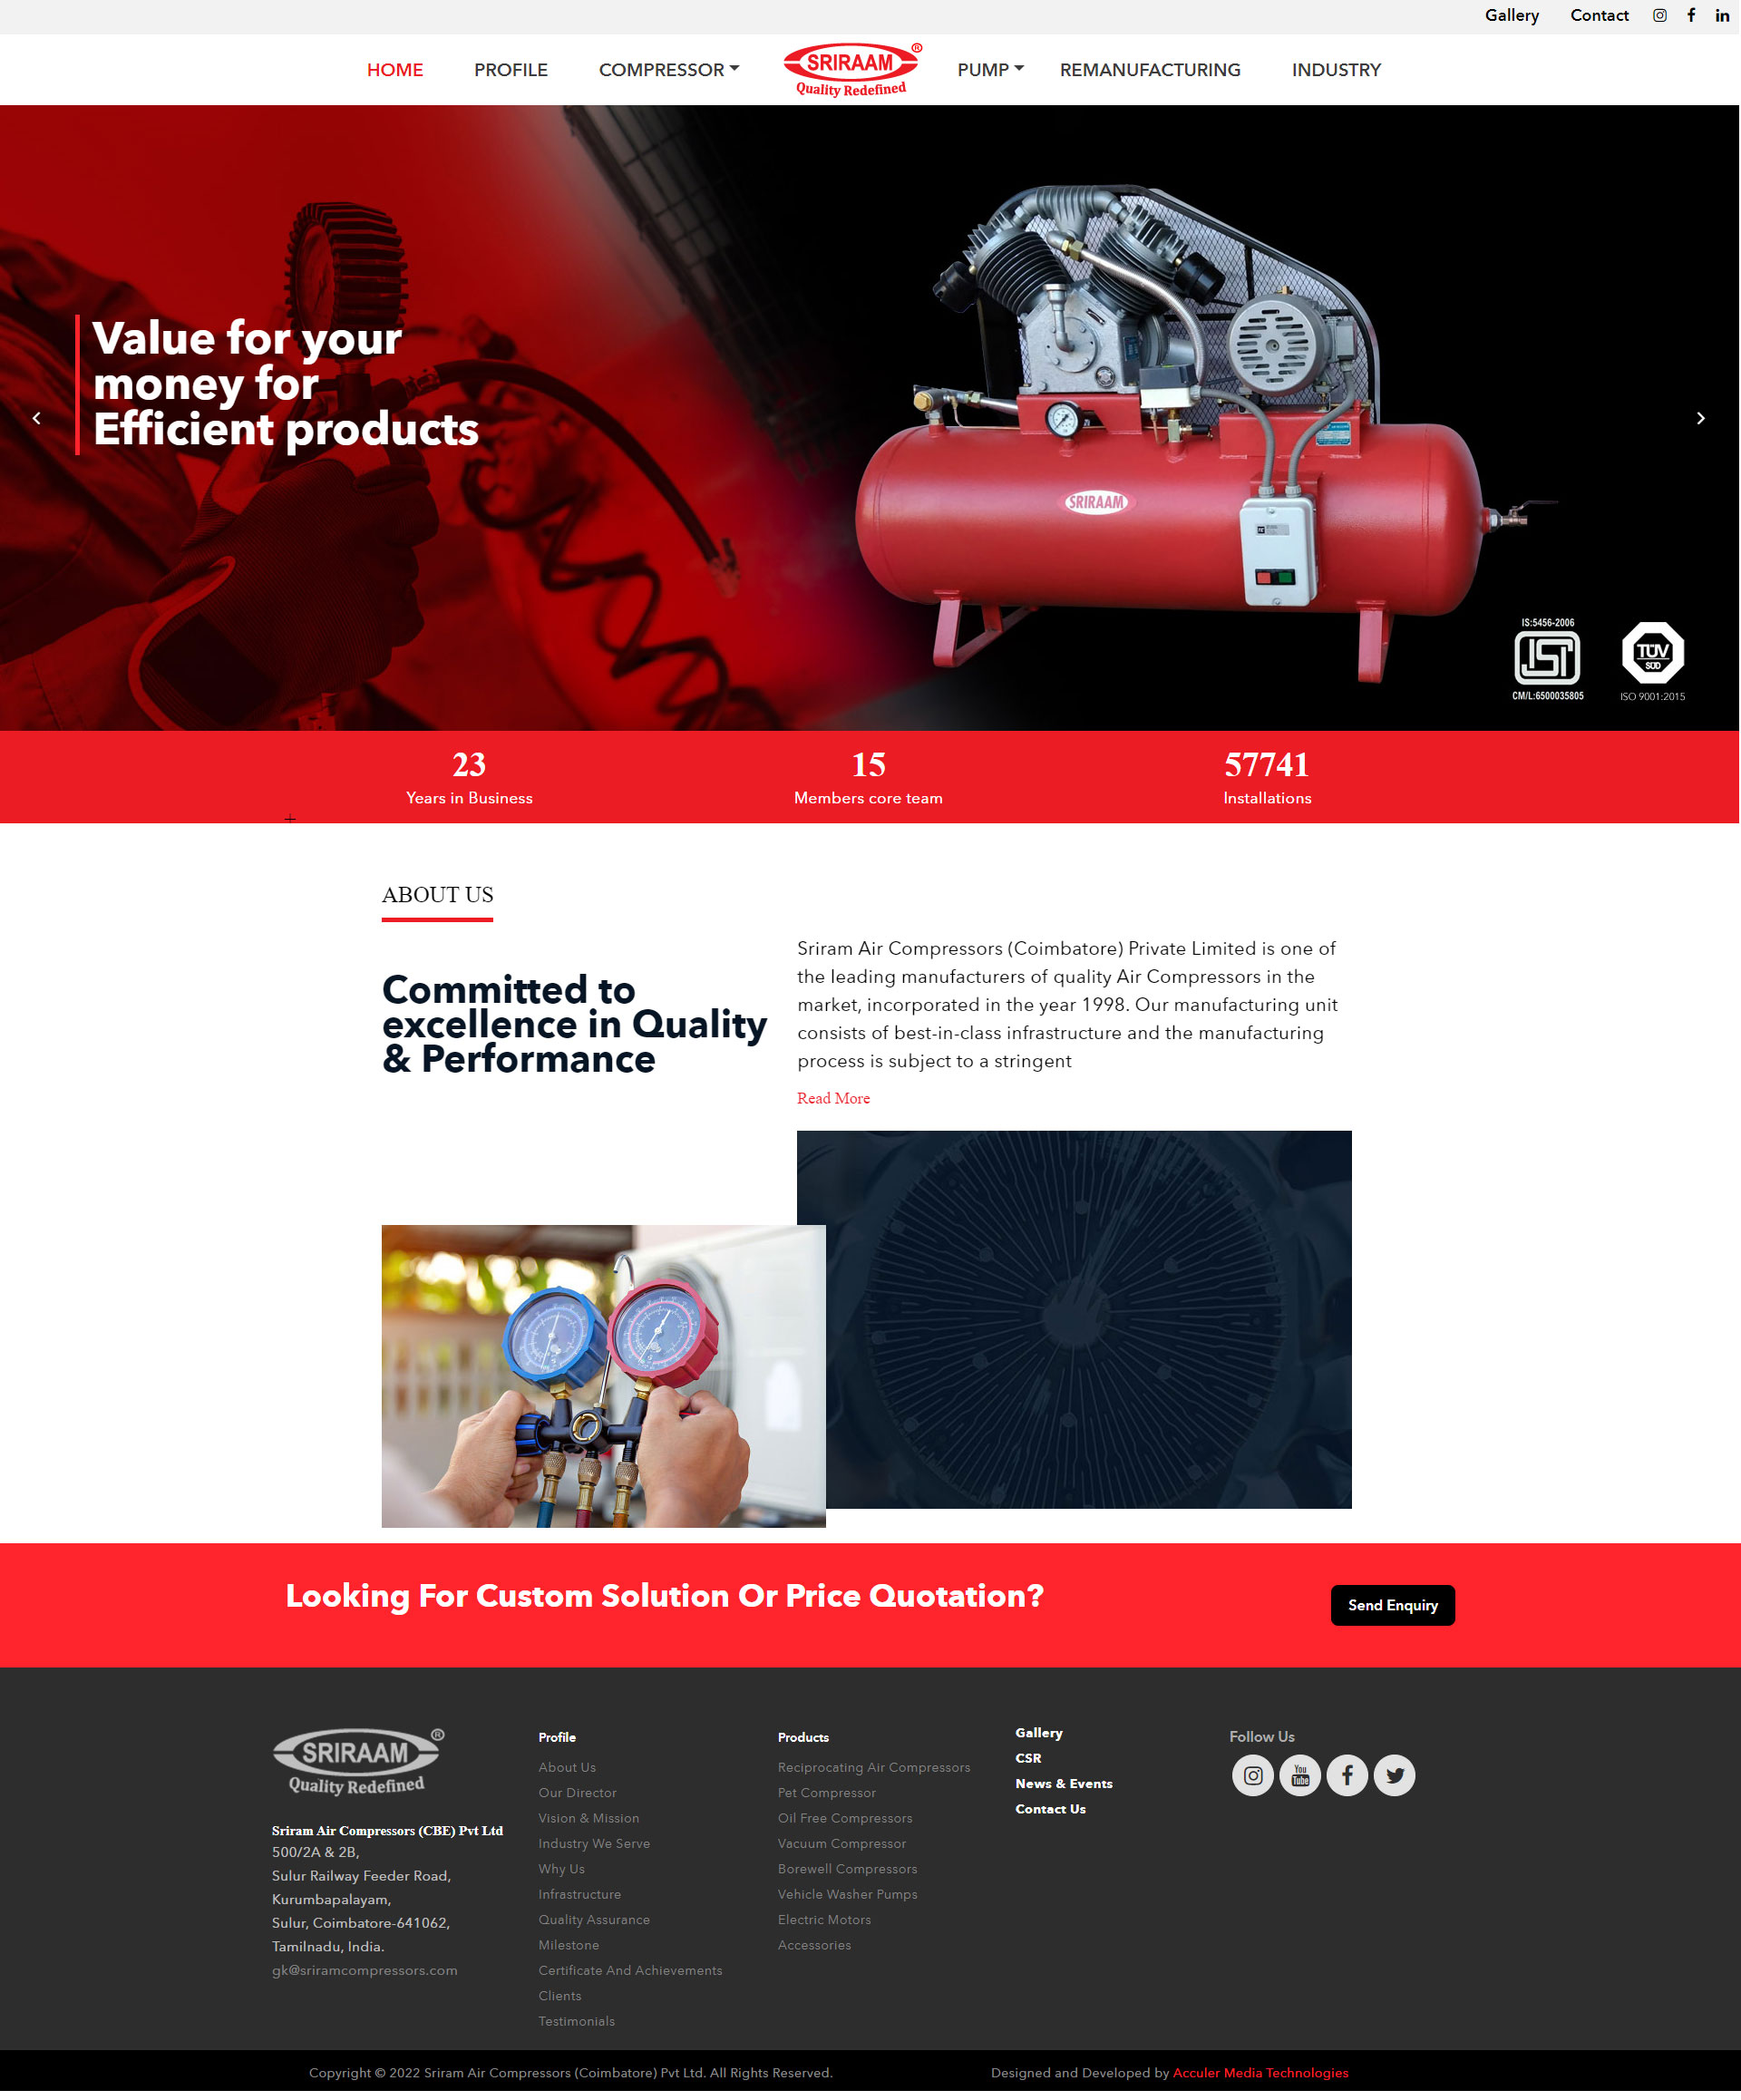 Gallery Contact
HOME PROFILE COMPRESSOR SRIRAAM ® PUMP REMANUFACTURING INDUSTRY
Quality Redefined
Value for your
money for
Efficient products
SRIRAAM
IS:5456-2006
ISI
CM/L:6500035805
TÜV
SÜD
ISO 9001:2015
23 15 57741
Years in Business Members core team Installations
ABOUT US
Committed to
excellence in Quality
& Performance
Sriram Air Compressors (Coimbatore) Private Limited is one of
the leading manufacturers of quality Air Compressors in the
market, incorporated in the year 1998. Our manufacturing unit
consists of best-in-class infrastructure and the manufacturing
process is subject to a stringent
Read More
Looking For Custom Solution Or Price Quotation?
Send Enquiry
SRIRAAM ®
Quality Redefined
Sriram Air Compressors (CBE) Pvt Ltd
500/2A & 2B,
Sulur Railway Feeder Road,
Kurumbapalayam,
Sulur, Coimbatore-641062,
Tamilnadu, India.
gk@sriramcompressors.com
Profile
About Us
Our Director
Vision & Mission
Industry We Serve
Why Us
Infrastructure
Quality Assurance
Milestone
Certificate And Achievements
Clients
Testimonials
Products
Reciprocating Air Compressors
Pet Compressor
Oil Free Compressors
Vacuum Compressor
Borewell Compressors
Vehicle Washer Pumps
Electric Motors
Accessories
Gallery
CSR
News & Events
Contact Us
Follow Us
You
Tube
Copyright © 2022 Sriram Air Compressors (Coimbatore) Pvt Ltd. All Rights Reserved.
Designed and Developed by Acculer Media Technologies